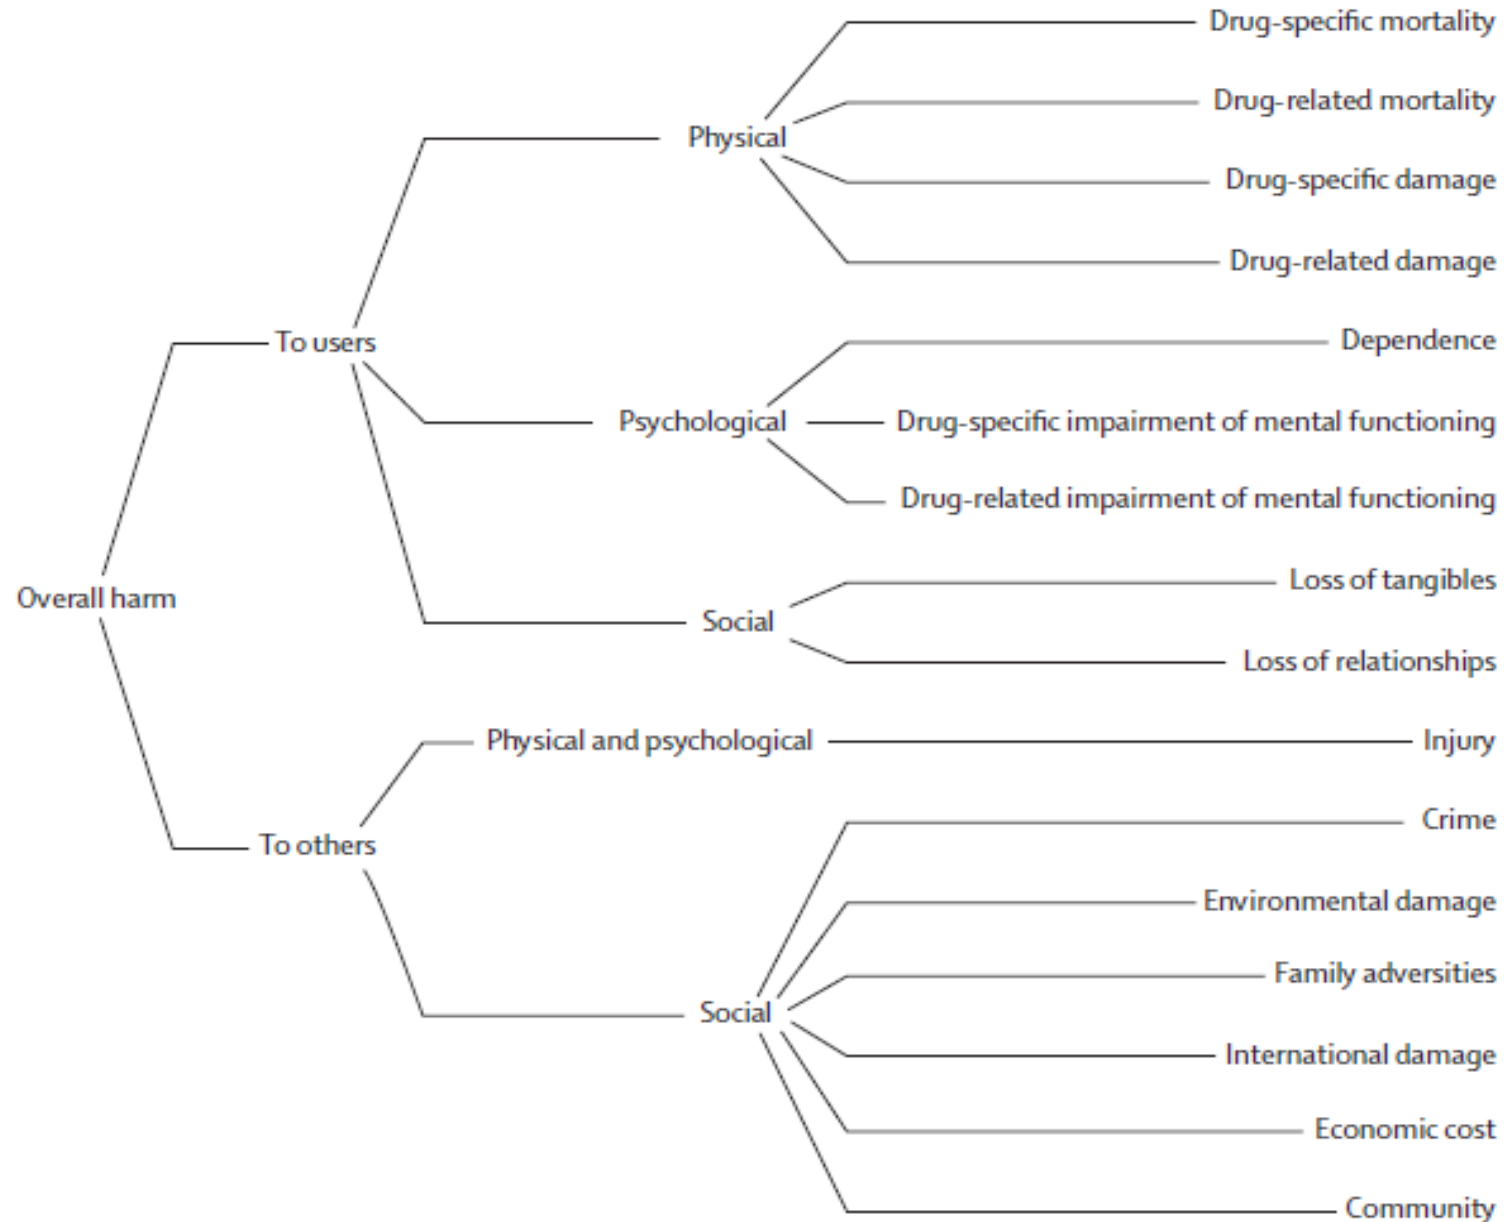 Drug-specific mortality
Drug-related mortality
Physical
Drug-specific damage
Drug-related damage
To users
Dependence
Psychological
Drug-specific impairment of mental functioning
Drug-related impairment of mental functioning
Overall harm
Loss of tangibles
Social
Loss of relationships
Physical and psychological
Injury
Crime
To others
Environmental damage
Family adversities
Social
International damage
Economic cost
Community